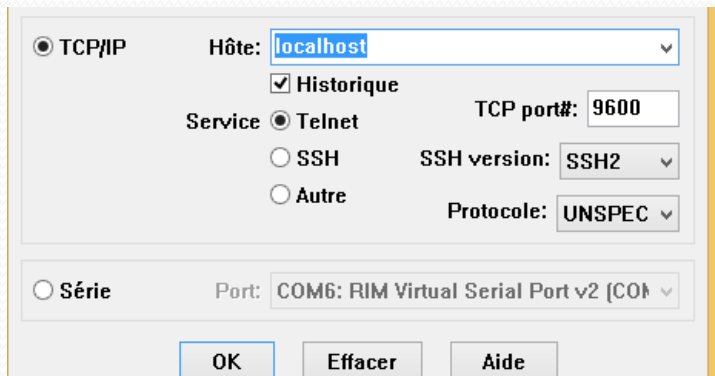 TCP/IP Hôte: localhost
Historique
TCP port#: 9600
Service Telnet
SSH SSH version: SSH2
Autre
Protocole: UNSPEC
Série Port: COM6: RIM Virtual Serial Port v2 (COM
OK Effacer Aide